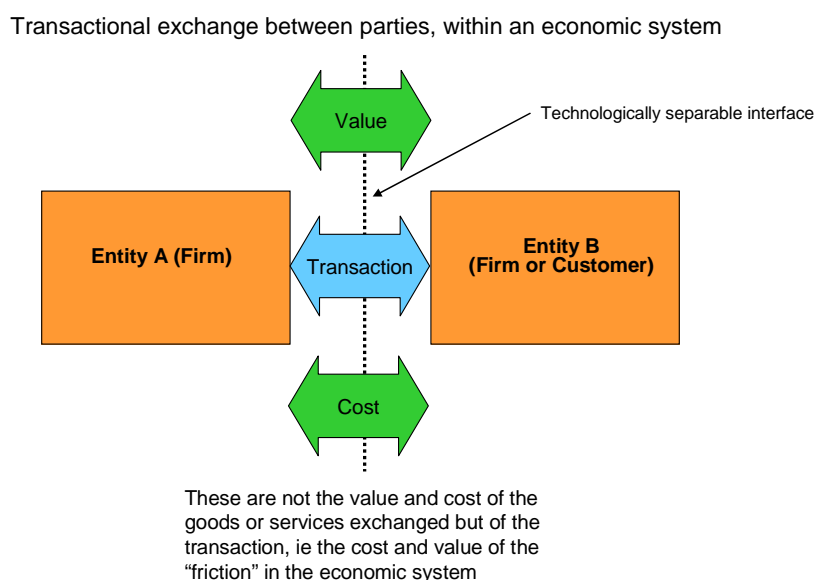 Transactional exchange between parties, within an economic system
Value
Technologically separable interface
Entity A (Firm)
Transaction
Entity B
(Firm or Customer)
Cost
These are not the value and cost of the
goods or services exchanged but of the
transaction, ie the cost and value of the
“friction” in the economic system